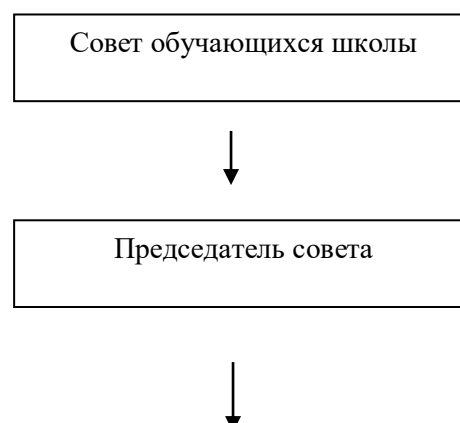 Совет обучающихся школы
Председатель совета